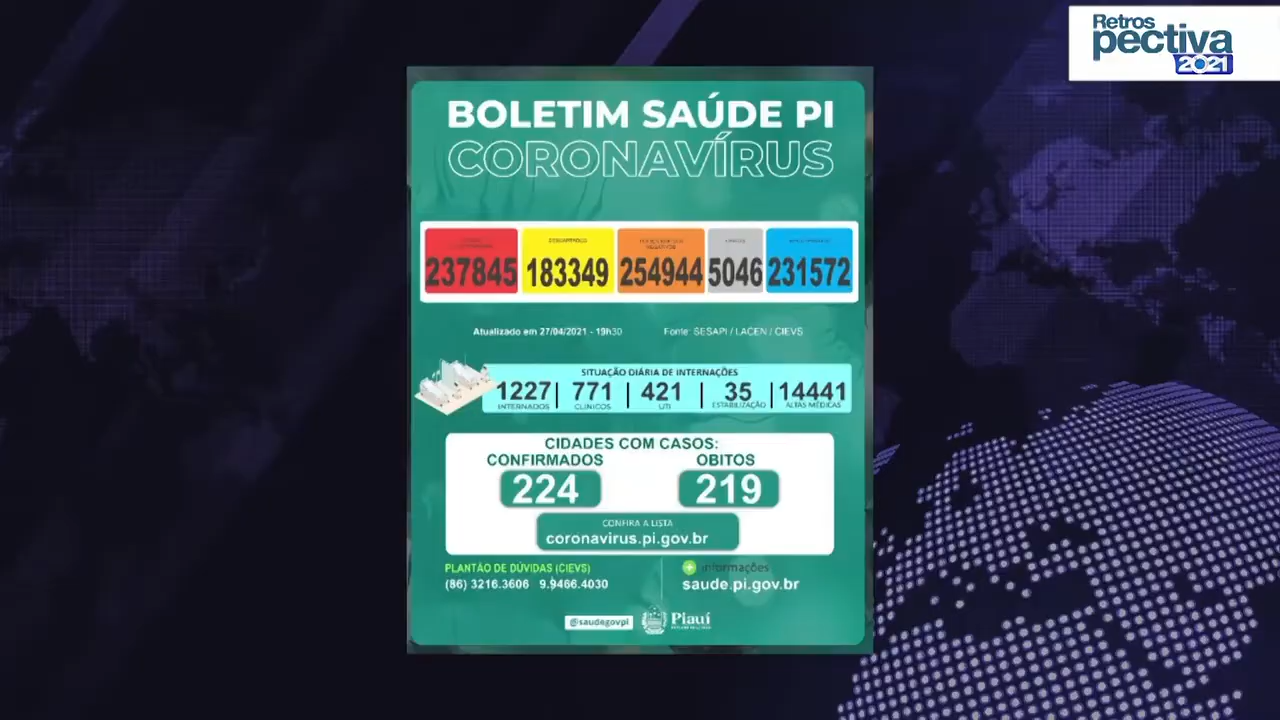 Retros
pectiva
2021
BOLETIM SAÚDE PI
CORONAVÍRUS
237845 183349 254944 5046 231572
Atualizado em 27/04/2021 - 19h30 Fonte: SESAPI / LACEN / CIEVS
SITUAÇÃO DIÁRIA DE INTERNAÇÕES
1227 771 421 35 14441
INTERNADOS CLÍNICOS UTI ESTABILIZAÇÃO ALTAS MÉDICAS
CIDADES COM CASOS:
CONFIRMADOS OBITOS
224 219
CONFIRA A LISTA
coronavirus.pi.gov.br
PLANTÃO DE DÚVIDAS (CIEVS) informações
(86) 3216.3606 9.9466.4030 saude.pi.gov.br
@saudegovpi Piauí